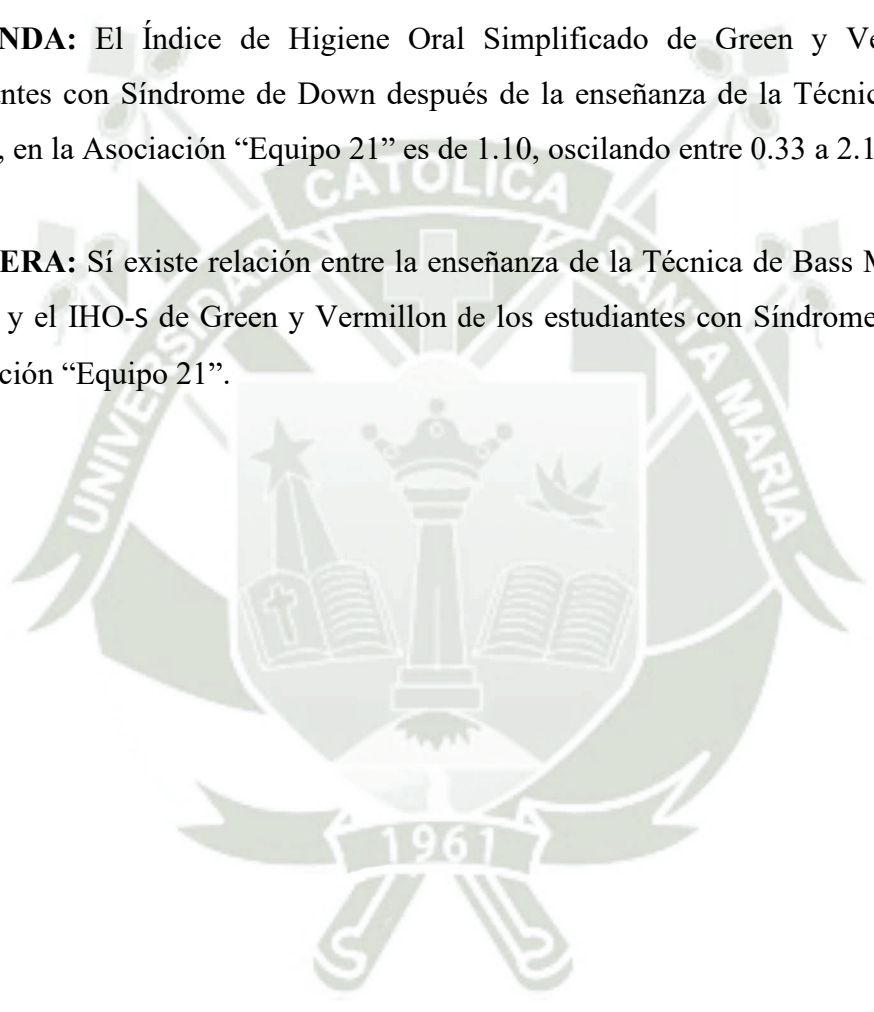 NDA: El Índice de Higiene Oral Simplificado de Green y Ve
ntes con Síndrome de Down después de la enseñanza de la Técnic
, en la Asociación “Equipo 21” es de 1.10, oscilando entre 0.33 a 2.1
ERA: Sí existe relación entre la enseñanza de la Técnica de Bass M
y el IHO-S de Green y Vermillon de los estudiantes con Síndrome
ción “Equipo 21”.
UNIVERSIDAD CATOLICA SANTA MARIA
1961